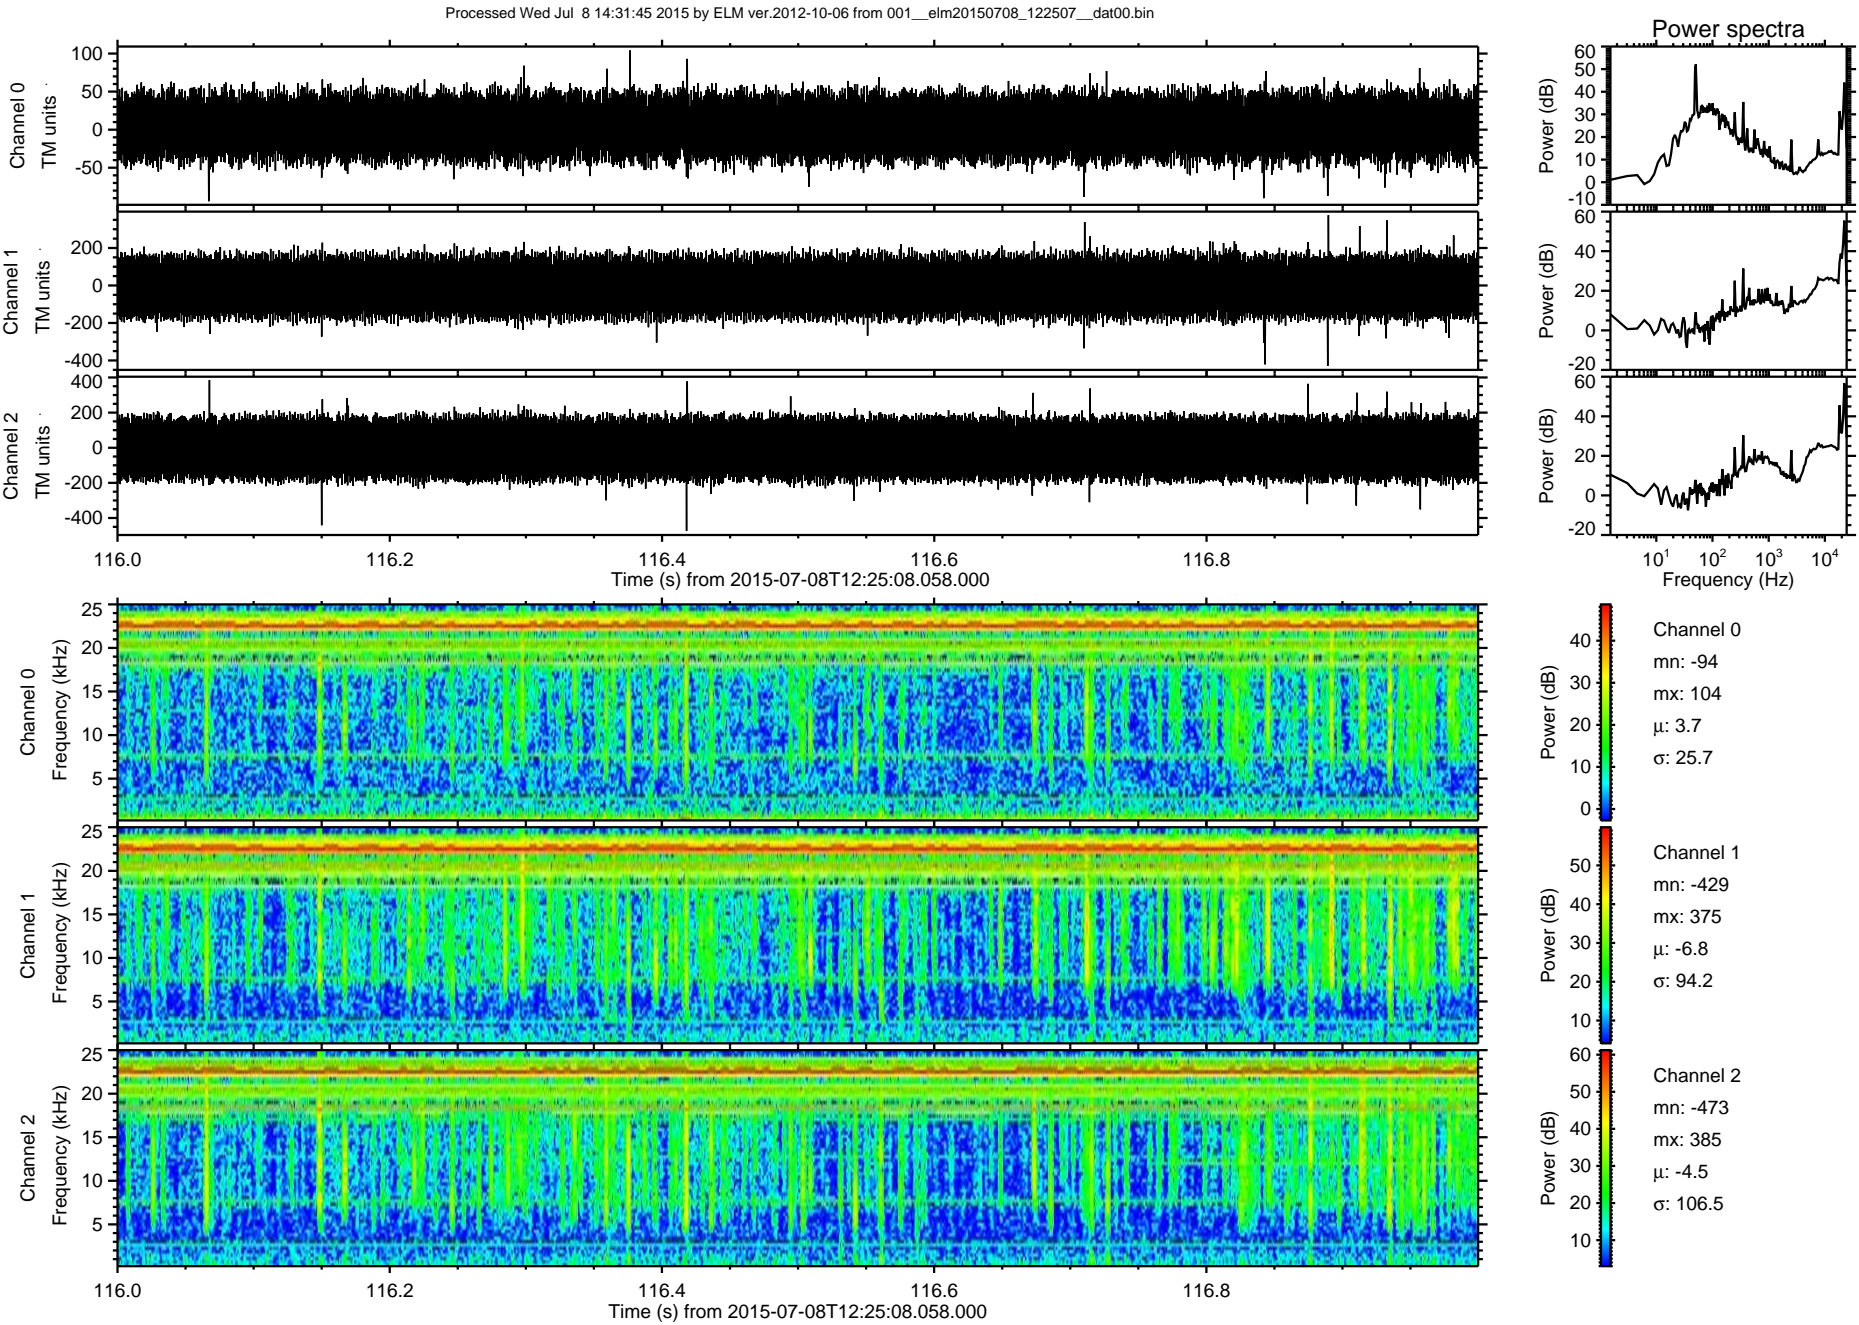 Processed Wed Jul  8 14:31:45 2015 by ELM ver.2012-10-06 from 001__elm20150708_122507__dat00.bin
Power spectra
Channel 0
TM units
100
50
0
-50
Power (dB)
60
50
40
30
20
10
0
-10
Channel 1
TM units
200
0
-200
-400
Power (dB)
60
40
20
0
-20
Channel 2
TM units
400
200
0
-200
-400
Power (dB)
60
40
20
0
-20
116.0 116.2 116.4 116.6 116.8
Time (s) from 2015-07-08T12:25:08.058.000
10^1 10^2 10^3 10^4
Frequency (Hz)
Channel 0
Frequency (kHz)
25
20
15
10
5
Power (dB)
40
30
20
10
0
Channel 0
mn: -94
mx: 104
μ: 3.7
σ: 25.7
Channel 1
Frequency (kHz)
25
20
15
10
5
Power (dB)
50
40
30
20
10
Channel 1
mn: -429
mx: 375
μ: -6.8
σ: 94.2
Channel 2
Frequency (kHz)
25
20
15
10
5
Power (dB)
60
50
40
30
20
10
Channel 2
mn: -473
mx: 385
μ: -4.5
σ: 106.5
116.0 116.2 116.4 116.6 116.8
Time (s) from 2015-07-08T12:25:08.058.000